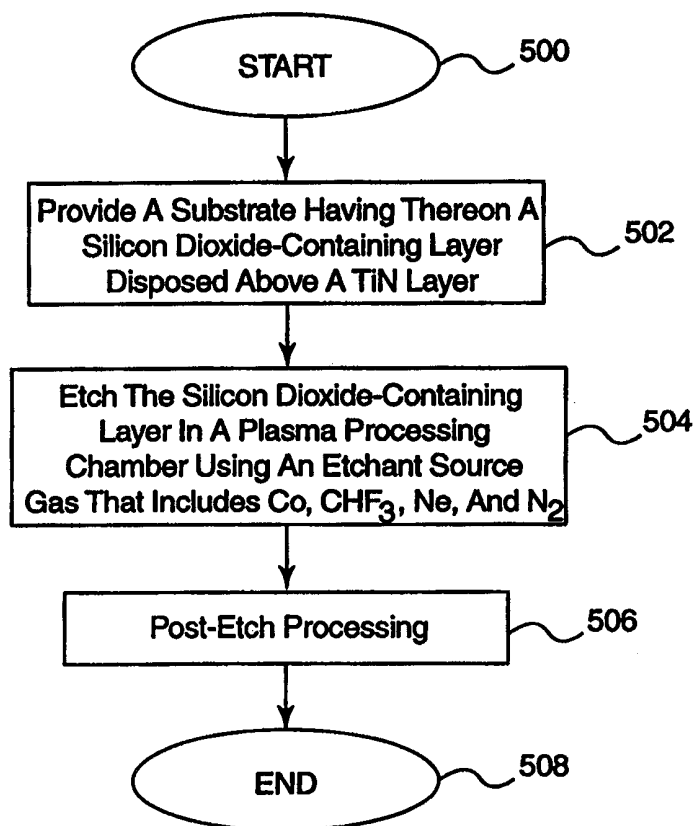 START
500
Provide A Substrate Having Thereon A
Silicon Dioxide-Containing Layer
Disposed Above A TiN Layer
502
Etch The Silicon Dioxide-Containing
Layer In A Plasma Processing
Chamber Using An Etchant Source
Gas That Includes Co, CHF3, Ne, And N2
504
Post-Etch Processing
506
END
508